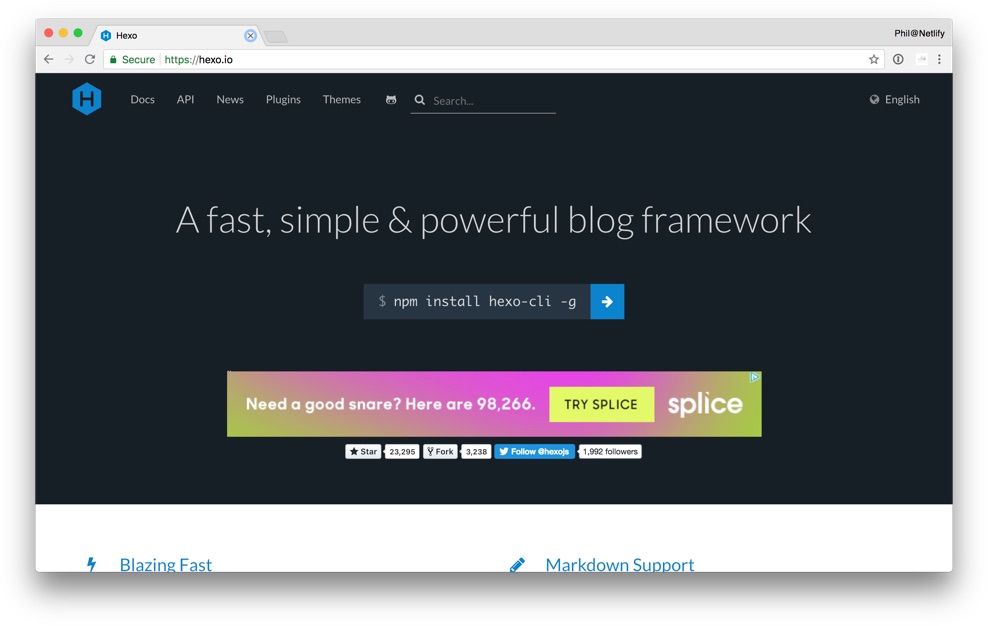 Hexo
Phil@Netlify
Secure https://hexo.io
H Docs API News Plugins Themes Search... English
A fast, simple & powerful blog framework
$ npm install hexo-cli -g
Need a good snare? Here are 98,266. TRY SPLICE splice
Star 23,295 Fork 3,238 Follow @hexojs 1,992 followers
Blazing Fast Markdown Support